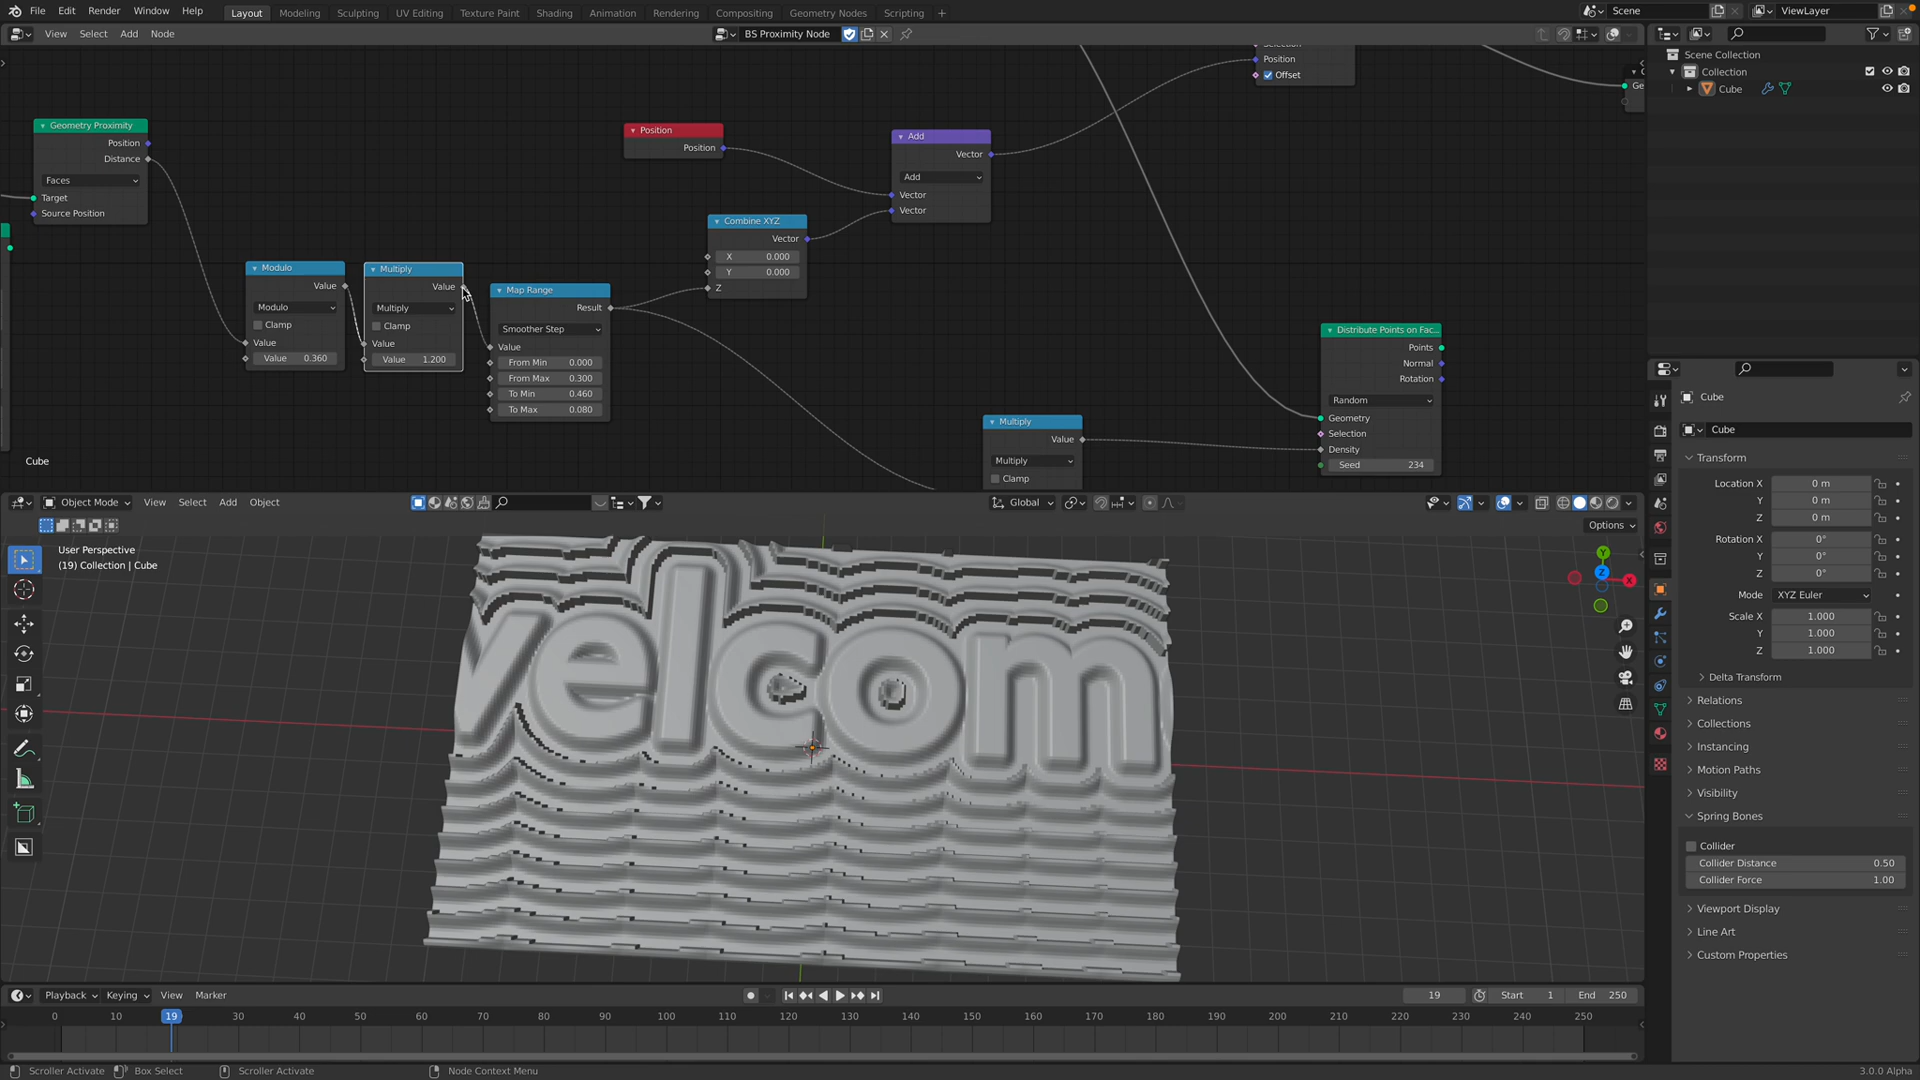 File Edit Render Window Help Layout Modeling Sculpting UV Editing Texture Paint Shading Animation Rendering Compositing Geometry Nodes Scripting + Scene ViewLayer
View Select Add Node BS Proximity Node
Scene Collection
Collection
Cube
Position
Offset
Ge
Geometry Proximity
Position
Distance
Faces
Target
Source Position
Position
Position
Add
Vector
Add
Vector
Vector
Combine XYZ
Vector
X 0.000
Y 0.000
Z
Modulo
Value
Modulo
Clamp
Value
Value 0.360
Multiply
Value
Multiply
Clamp
Value
Value 1.200
Map Range
Result
Smoother Step
Value
From Min 0.000
From Max 0.300
To Min 0.460
To Max 0.080
Distribute Points on Fac...
Points
Normal
Rotation
Random
Geometry
Selection
Density
Seed 234
Multiply
Value
Multiply
Clamp
Cube
Object Mode View Select Add Object Global
Options
User Perspective
(19) Collection | Cube
Y
Z
X
velcom
Cube
Cube
Transform
Location X 0 m
Y 0 m
Z 0 m
Rotation X 0°
Y 0°
Z 0°
Mode XYZ Euler
Scale X 1.000
Y 1.000
Z 1.000
Delta Transform
Relations
Collections
Instancing
Motion Paths
Visibility
Spring Bones
Collider
Collider Distance 0.50
Collider Force 1.00
Viewport Display
Line Art
Custom Properties
Playback Keying View Marker 19 Start 1 End 250
0 10 19 30 40 50 60 70 80 90 100 110 120 130 140 150 160 170 180 190 200 210 220 230 240 250
Scroller Activate Box Select Scroller Activate Node Context Menu 3.0.0 Alpha